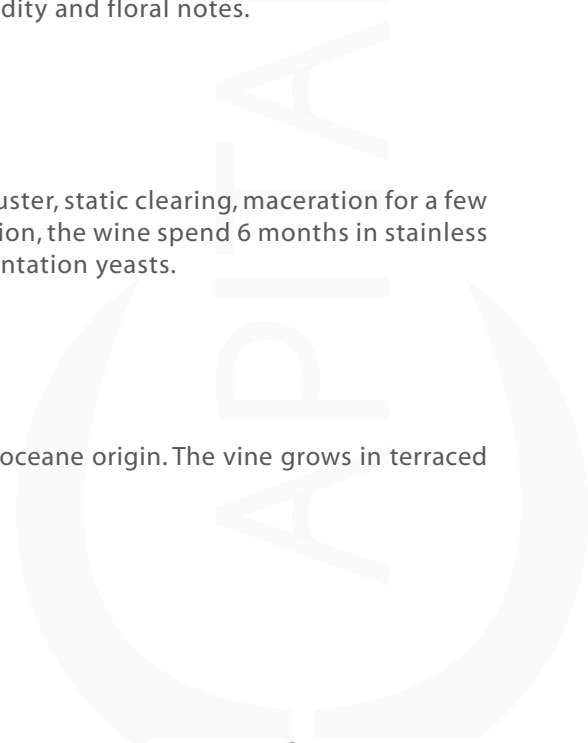 dity and floral notes.
uster, static clearing, maceration for a few
ion, the wine spend 6 months in stainless
ntation yeasts.
oceane origin. The vine grows in terraced
APITA